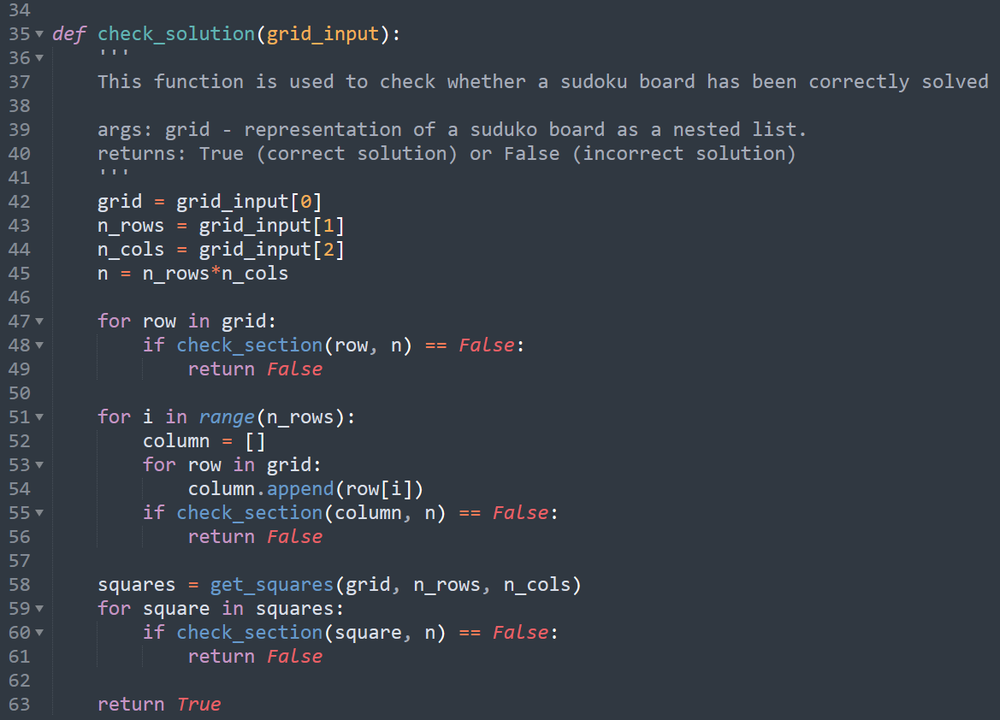 34
35 def check_solution(grid_input):
36     '''
37     This function is used to check whether a sudoku board has been correctly solved
38
39     args: grid - representation of a suduko board as a nested list.
40     returns: True (correct solution) or False (incorrect solution)
41     '''
42     grid = grid_input[0]
43     n_rows = grid_input[1]
44     n_cols = grid_input[2]
45     n = n_rows*n_cols
46
47     for row in grid:
48         if check_section(row, n) == False:
49             return False
50
51     for i in range(n_rows):
52         column = []
53         for row in grid:
54             column.append(row[i])
55         if check_section(column, n) == False:
56             return False
57
58     squares = get_squares(grid, n_rows, n_cols)
59     for square in squares:
60         if check_section(square, n) == False:
61             return False
62
63     return True